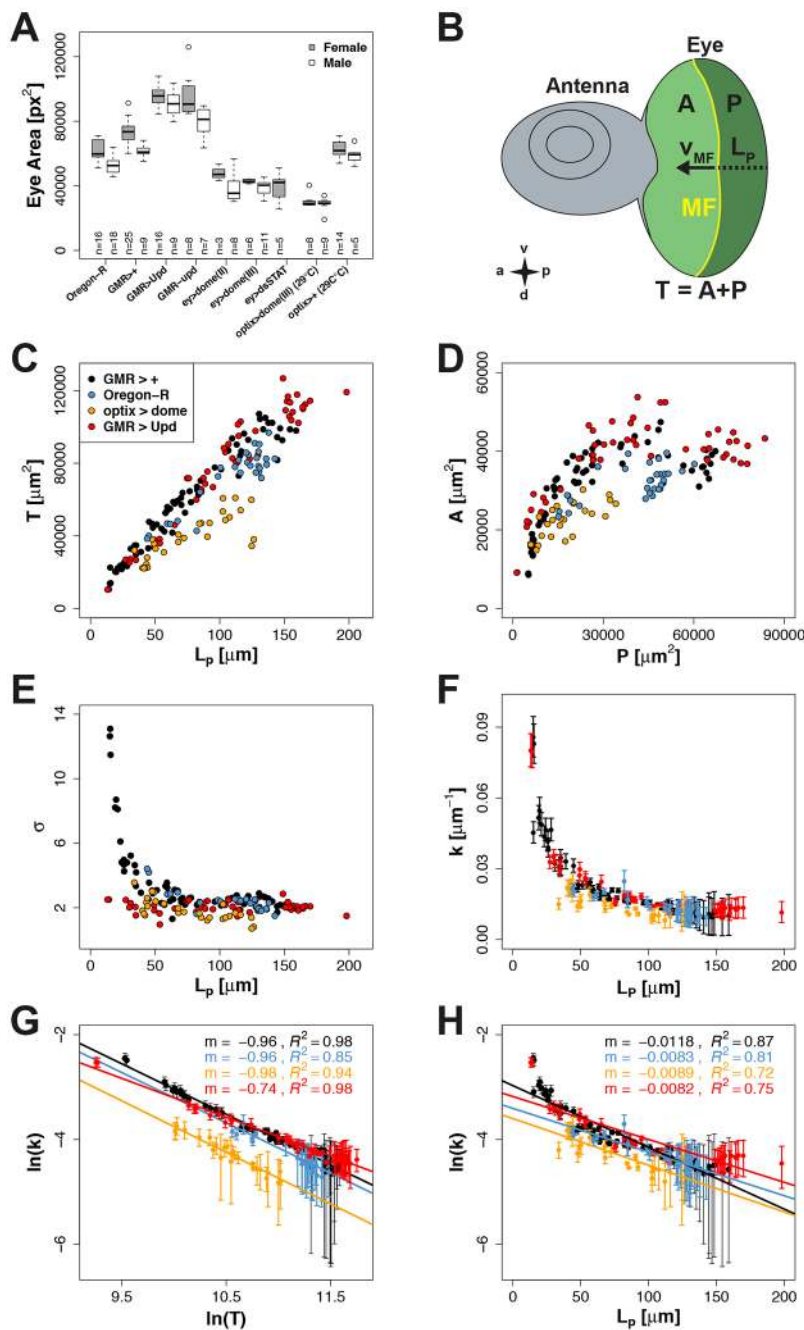 A
Eye Area [px²]
120000
80000
40000
0
Female
Male
n=16
n=18
n=25
n=9
n=16
n=9
n=8
n=7
n=3
n=8
n=6
n=11
n=5
n=8
n=9
n=14
n=5
Oregon-R
GMR>+
GMR>Upd
GMR-upd
ey>dome(II)
ey>dome(III)
ey>dsSTAT
optix>dome(III) (29°C)
optix>+ (29C°C)
B
Eye
Antenna
A P
v_MF L_P
MF
v
a p
d
T = A+P
C
T [µm²]
120000
80000
40000
0
GMR > +
Oregon-R
optix > dome
GMR > Upd
0 50 100 150 200
L_p [µm]
D
A [µm²]
60000
40000
20000
0
0 30000 60000 90000
P [µm²]
E
σ
14
10
6
2
0 50 100 150 200
L_p [µm]
F
k [µm⁻¹]
0.09
0.06
0.03
0.00
0 50 100 150 200
L_P [µm]
G
ln(k)
-2
-4
-6
m = -0.96 , R² = 0.98
m = -0.96 , R² = 0.85
m = -0.98 , R² = 0.94
m = -0.74 , R² = 0.98
9.5 10.5 11.5
ln(T)
H
ln(k)
-2
-4
-6
m = -0.0118 , R² = 0.87
m = -0.0083 , R² = 0.81
m = -0.0089 , R² = 0.72
m = -0.0082 , R² = 0.75
0 50 100 150 200
L_P [µm]